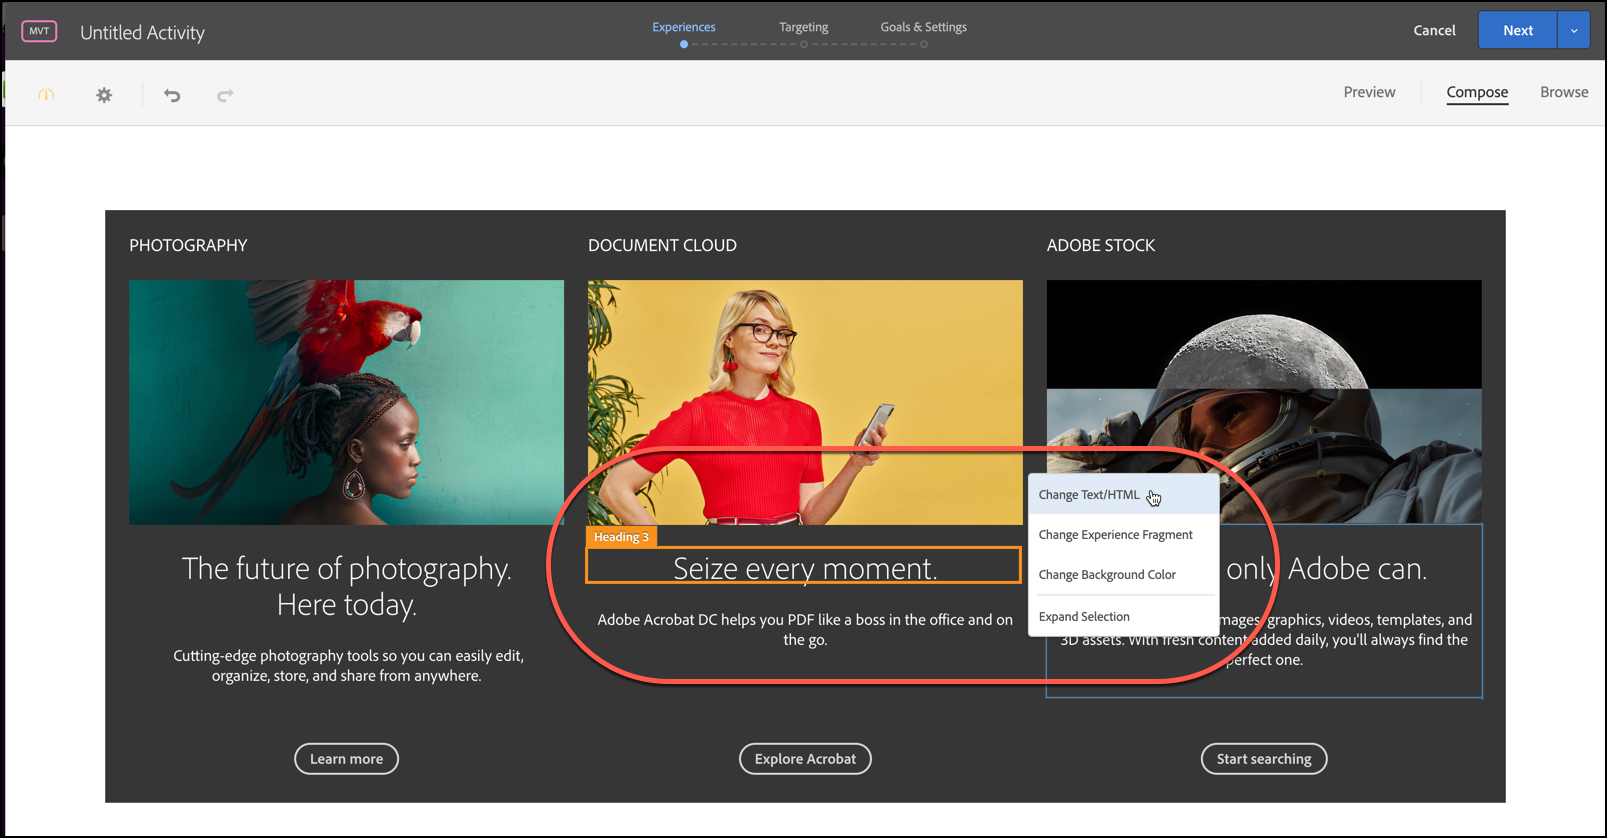 MVT
Untitled Activity
Experiences
Targeting
Goals & Settings
Cancel
Next
Preview
Compose
Browse
PHOTOGRAPHY
The future of photography.
Here today.
Cutting-edge photography tools so you can easily edit,
organize, store, and share from anywhere.
Learn more
DOCUMENT CLOUD
Heading 3
Seize every moment.
Adobe Acrobat DC helps you PDF like a boss in the office and on
the go.
Explore Acrobat
Change Text/HTML
Change Experience Fragment
Change Background Color
Expand Selection
ADOBE STOCK
only Adobe can.
mages, graphics, videos, templates, and
3D assets. With fresh content added daily, you'll always find the
perfect one.
Start searching